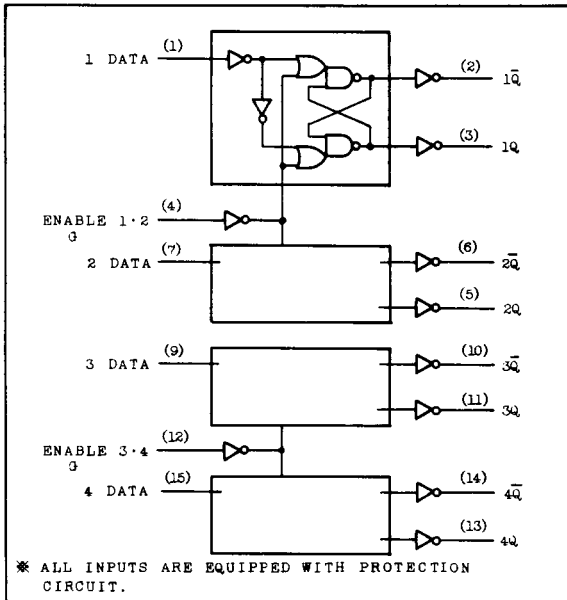 1 DATA (1) (2) 1Q̅
(3) 1Q
ENABLE 1·2 (4)
G
2 DATA (7) (6) 2Q̅
(5) 2Q
3 DATA (9) (10) 3Q̅
(11) 3Q
ENABLE 3·4 (12)
G
4 DATA (15) (14) 4Q̅
(13) 4Q
※ ALL INPUTS ARE EQUIPPED WITH PROTECTION
CIRCUIT.